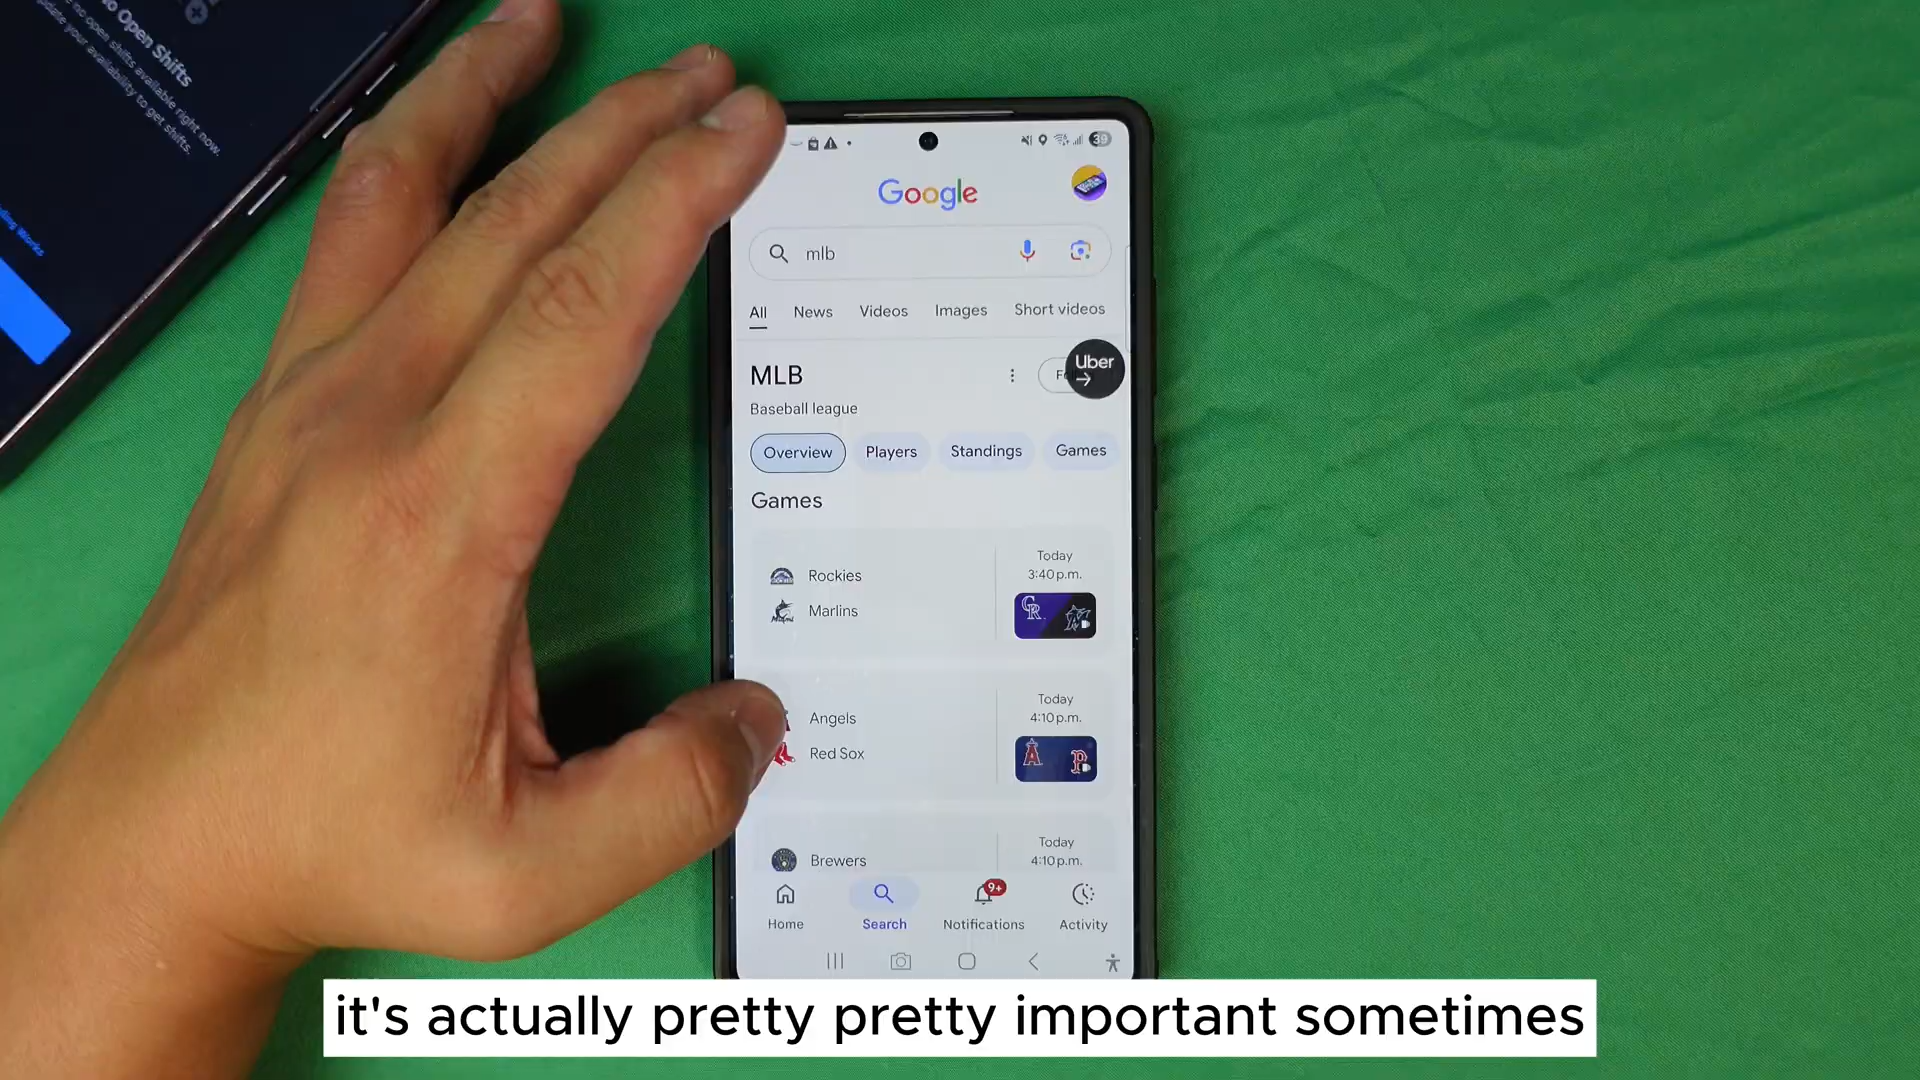 to Open Shifts
no open shifts available right now.
update your availability to get shifts.
39
Google
mlb
All News Videos Images Short videos
MLB
Uber
Baseball league
Overview Players Standings Games
Games
Rockies
Marlins
Today
3:40 p.m.
Angels
Red Sox
Today
4:10 p.m.
Brewers
Today
4:10 p.m.
9+
Home Search Notifications Activity
it's actually pretty pretty important sometimes